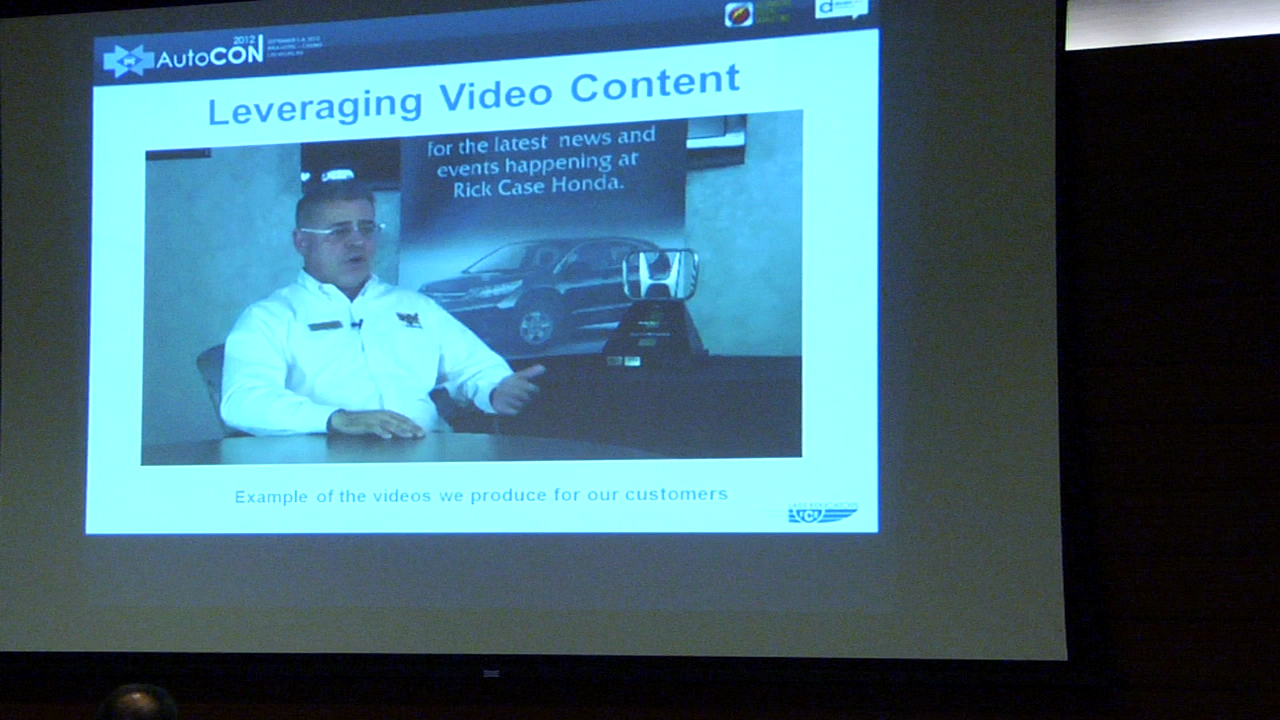 2012
AutoCON
Leveraging Video Content
for the latest news and
events happening at
Rick Case Honda.
Example of the videos we produce for our customers